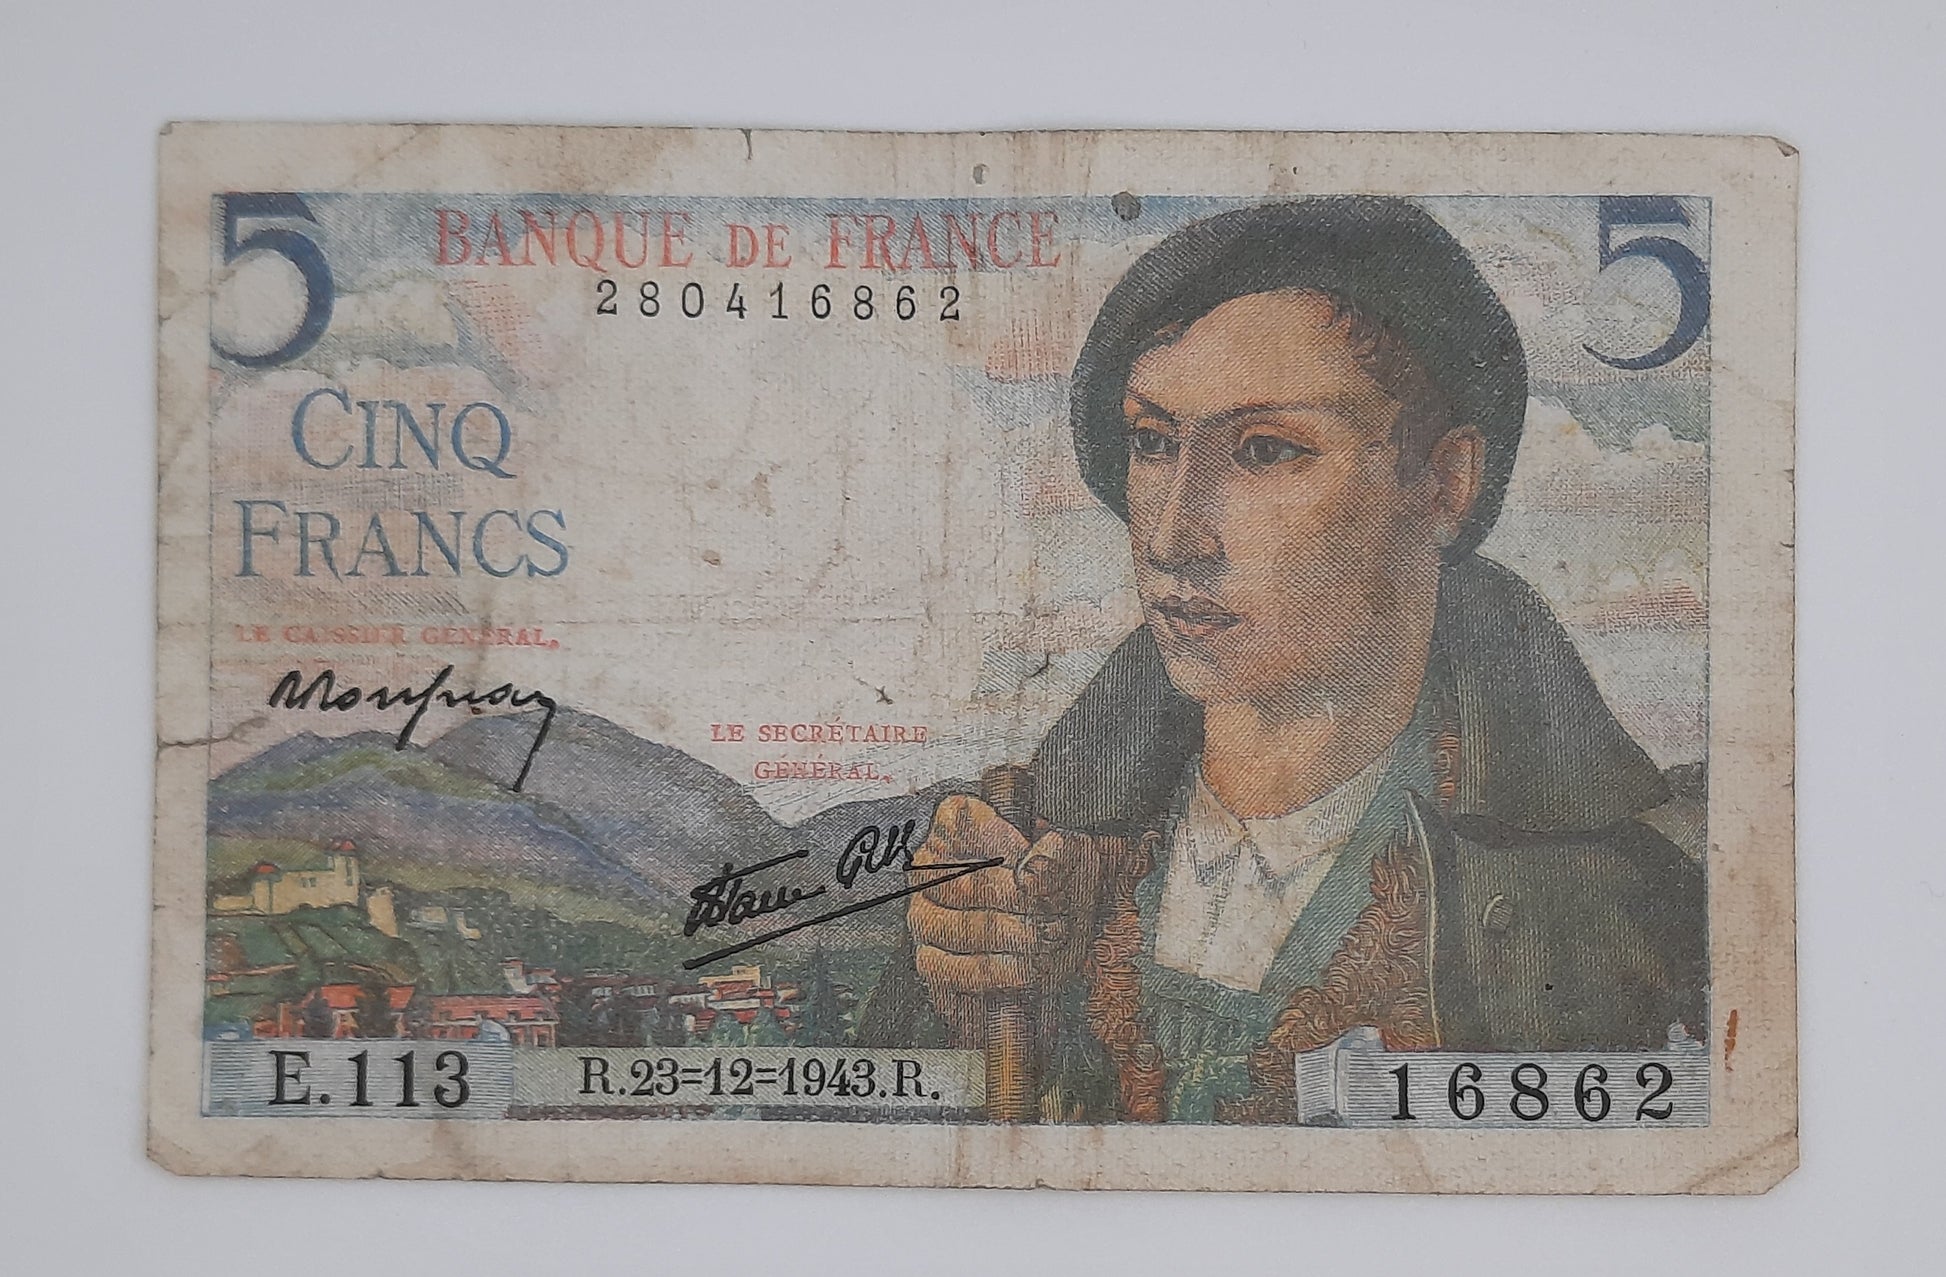 5
BANQUE DE FRANCE
5
280416862
CINQ
FRANCS
LE CAISSIER GÉNÉRAL,
LE SECRÉTAIRE
GÉNÉRAL,
E.113
R.23=12=1943.R.
16862